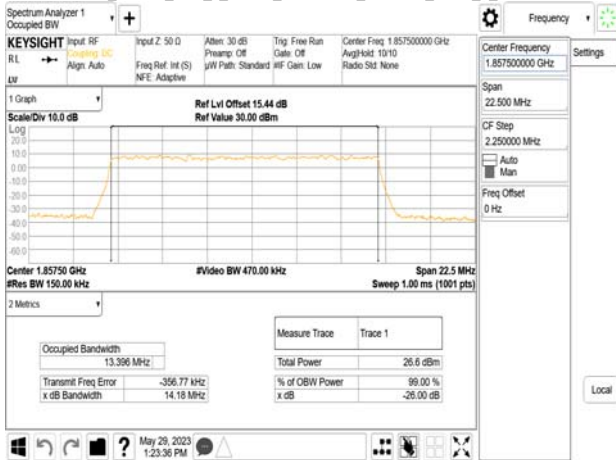 Spectrum Analyzer 1
Occupied BW
Frequency
KEYSIGHT Input: RF
RL
Coupling: DC
Align: Auto
Input Z: 50 Ω
Freq Ref: Int (S)
NFE: Adaptive
Atten: 30 dB
Preamp: Off
µW Path: Standard
Trig: Free Run
Gate: Off
#IF Gain: Low
Center Freq: 1.857500000 GHz
Avg|Hold: 10/10
Radio Std: None
Center Frequency
1.857500000 GHz
Settings
Span
22.500 MHz
CF Step
2.250000 MHz
Auto
Man
Freq Offset
0 Hz
1 Graph
Ref Lvl Offset 15.44 dB
Scale/Div 10.0 dB
Ref Value 30.00 dBm
Log
20.0
10.0
0.00
-10.0
-20.0
-30.0
-40.0
-50.0
-60.0
Center 1.85750 GHz
#Video BW 470.00 kHz
Span 22.5 MHz
#Res BW 150.00 kHz
Sweep 1.00 ms (1001 pts)
2 Metrics
Measure Trace Trace 1
Occupied Bandwidth
13.396 MHz
Total Power 26.6 dBm
Transmit Freq Error -356.77 kHz
% of OBW Power 99.00 %
x dB Bandwidth 14.18 MHz
x dB -26.00 dB
Local
?
May 29, 2023
1:23:36 PM